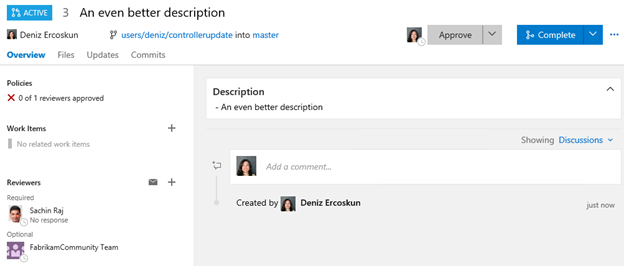 ACTIVE 3 An even better description
Deniz Ercoskun users/deniz/controllerupdate into master Approve Complete
Overview Files Updates Commits
Policies
0 of 1 reviewers approved
Work Items
No related work items
Reviewers
Required
Sachin Raj
No response
Optional
FabrikamCommunity Team
Description
- An even better description
Showing Discussions
Add a comment...
Created by Deniz Ercoskun just now